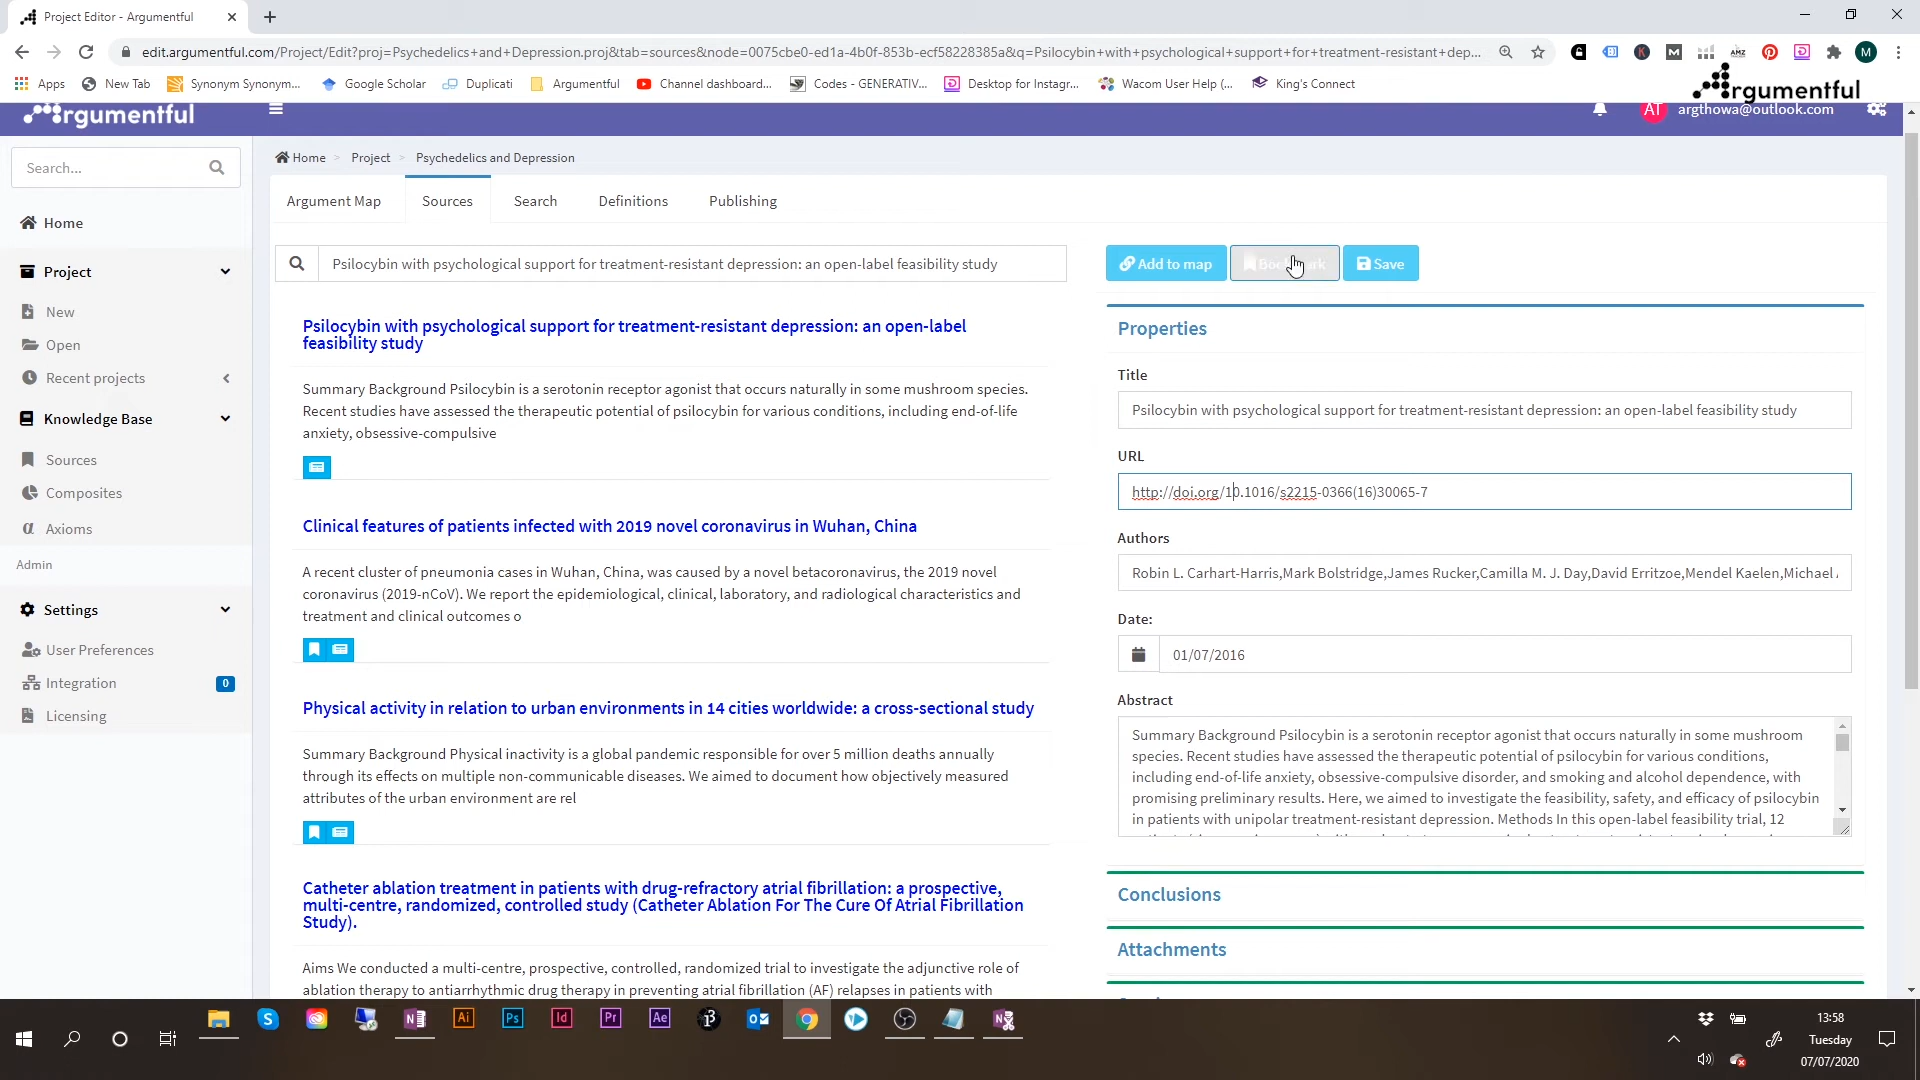 Project Editor - Argumentful
edit.argumentful.com/Project/Edit?proj=Psychedelics+and+Depression.proj&tab=sources&node=0075cbe0-ed1a-4b0f-853b-ecf58228385a&q=Psilocybin+with+psychological+support+for+treatment-resistant+dep...
M
Apps
New Tab
Synonym Synonym...
Google Scholar
Duplicati
Argumentful
Channel dashboard...
Codes - GENERATIV...
Desktop for Instagr...
Wacom User Help (...
King's Connect
rgumentful
rgumentful
AT
argthowa@outlook.com
Search...
Home > Project > Psychedelics and Depression
Argument Map
Sources
Search
Definitions
Publishing
Home
Project
New
Open
Recent projects
Knowledge Base
Sources
Composites
α Axioms
Admin
Settings
User Preferences
Integration
0
Licensing
Psilocybin with psychological support for treatment-resistant depression: an open-label feasibility study
Psilocybin with psychological support for treatment-resistant depression: an open-label
feasibility study
Summary Background Psilocybin is a serotonin receptor agonist that occurs naturally in some mushroom species.
Recent studies have assessed the therapeutic potential of psilocybin for various conditions, including end-of-life
anxiety, obsessive-compulsive
Clinical features of patients infected with 2019 novel coronavirus in Wuhan, China
A recent cluster of pneumonia cases in Wuhan, China, was caused by a novel betacoronavirus, the 2019 novel
coronavirus (2019-nCoV). We report the epidemiological, clinical, laboratory, and radiological characteristics and
treatment and clinical outcomes o
Physical activity in relation to urban environments in 14 cities worldwide: a cross-sectional study
Summary Background Physical inactivity is a global pandemic responsible for over 5 million deaths annually
through its effects on multiple non-communicable diseases. We aimed to document how objectively measured
attributes of the urban environment are rel
Catheter ablation treatment in patients with drug-refractory atrial fibrillation: a prospective,
multi-centre, randomized, controlled study (Catheter Ablation For The Cure Of Atrial Fibrillation
Study).
Aims We conducted a multi-centre, prospective, controlled, randomized trial to investigate the adjunctive role of
ablation therapy to antiarrhythmic drug therapy in preventing atrial fibrillation (AF) relapses in patients with
Add to map
Bookmark
Save
Properties
Title
Psilocybin with psychological support for treatment-resistant depression: an open-label feasibility study
URL
http://doi.org/10.1016/s2215-0366(16)30065-7
Authors
Robin L. Carhart-Harris,Mark Bolstridge,James Rucker,Camilla M. J. Day,David Erritzoe,Mendel Kaelen,Michael
Date:
01/07/2016
Abstract
Summary Background Psilocybin is a serotonin receptor agonist that occurs naturally in some mushroom
species. Recent studies have assessed the therapeutic potential of psilocybin for various conditions,
including end-of-life anxiety, obsessive-compulsive disorder, and smoking and alcohol dependence, with
promising preliminary results. Here, we aimed to investigate the feasibility, safety, and efficacy of psilocybin
in patients with unipolar treatment-resistant depression. Methods In this open-label feasibility trial, 12
Conclusions
Attachments
Ai
Ps
Id
Pr
Ae
13:58
Tuesday
07/07/2020